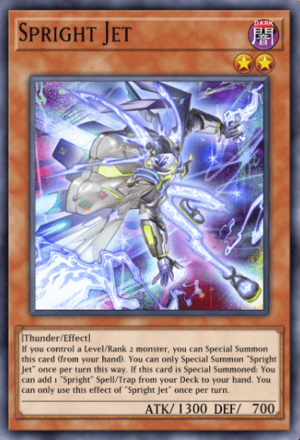 Spright Jet
DARK
闇
[Thunder/Effect]
If you control a Level/Rank 2 monster, you can Special Summon
this card (from your hand). You can only Special Summon "Spright
Jet" once per turn this way. If this card is Special Summoned: You
can add 1 "Spright" Spell/Trap from your Deck to your hand. You
can only use this effect of "Spright Jet" once per turn.
ATK/ 1300 DEF/ 700